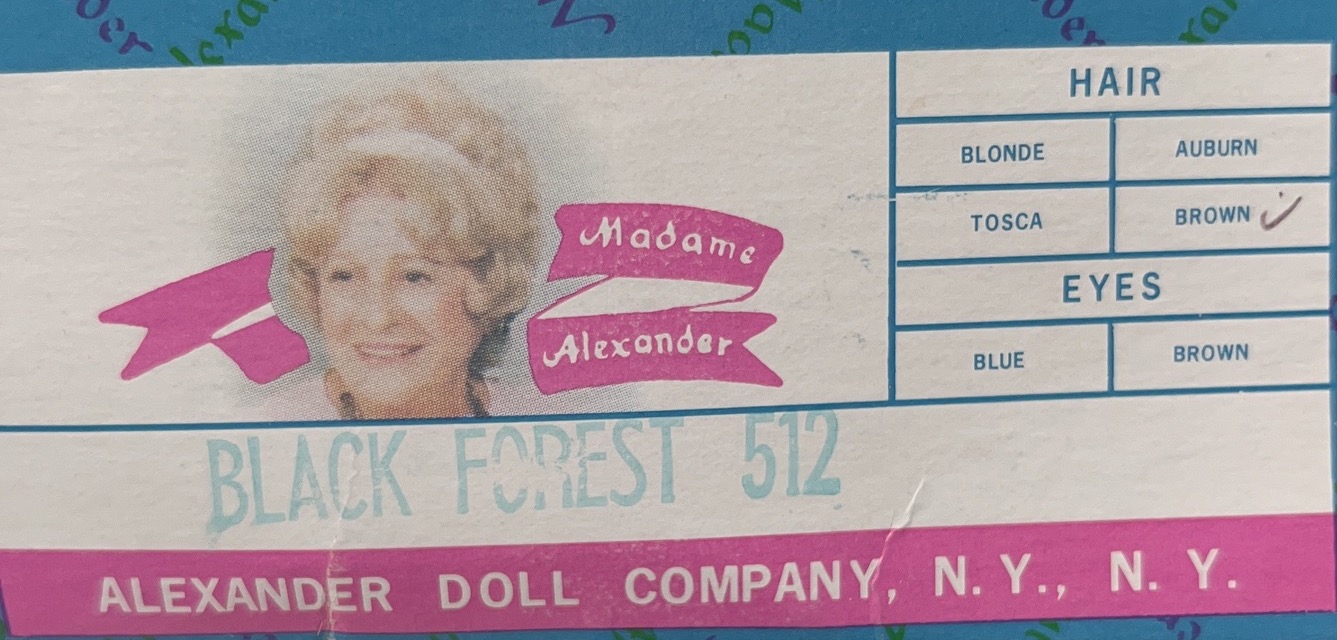 Madame
Alexander
HAIR
BLONDE AUBURN
TOSCA BROWN ✓
EYES
BLUE BROWN
BLACK FOREST 512
ALEXANDER DOLL COMPANY, N.Y., N.Y.